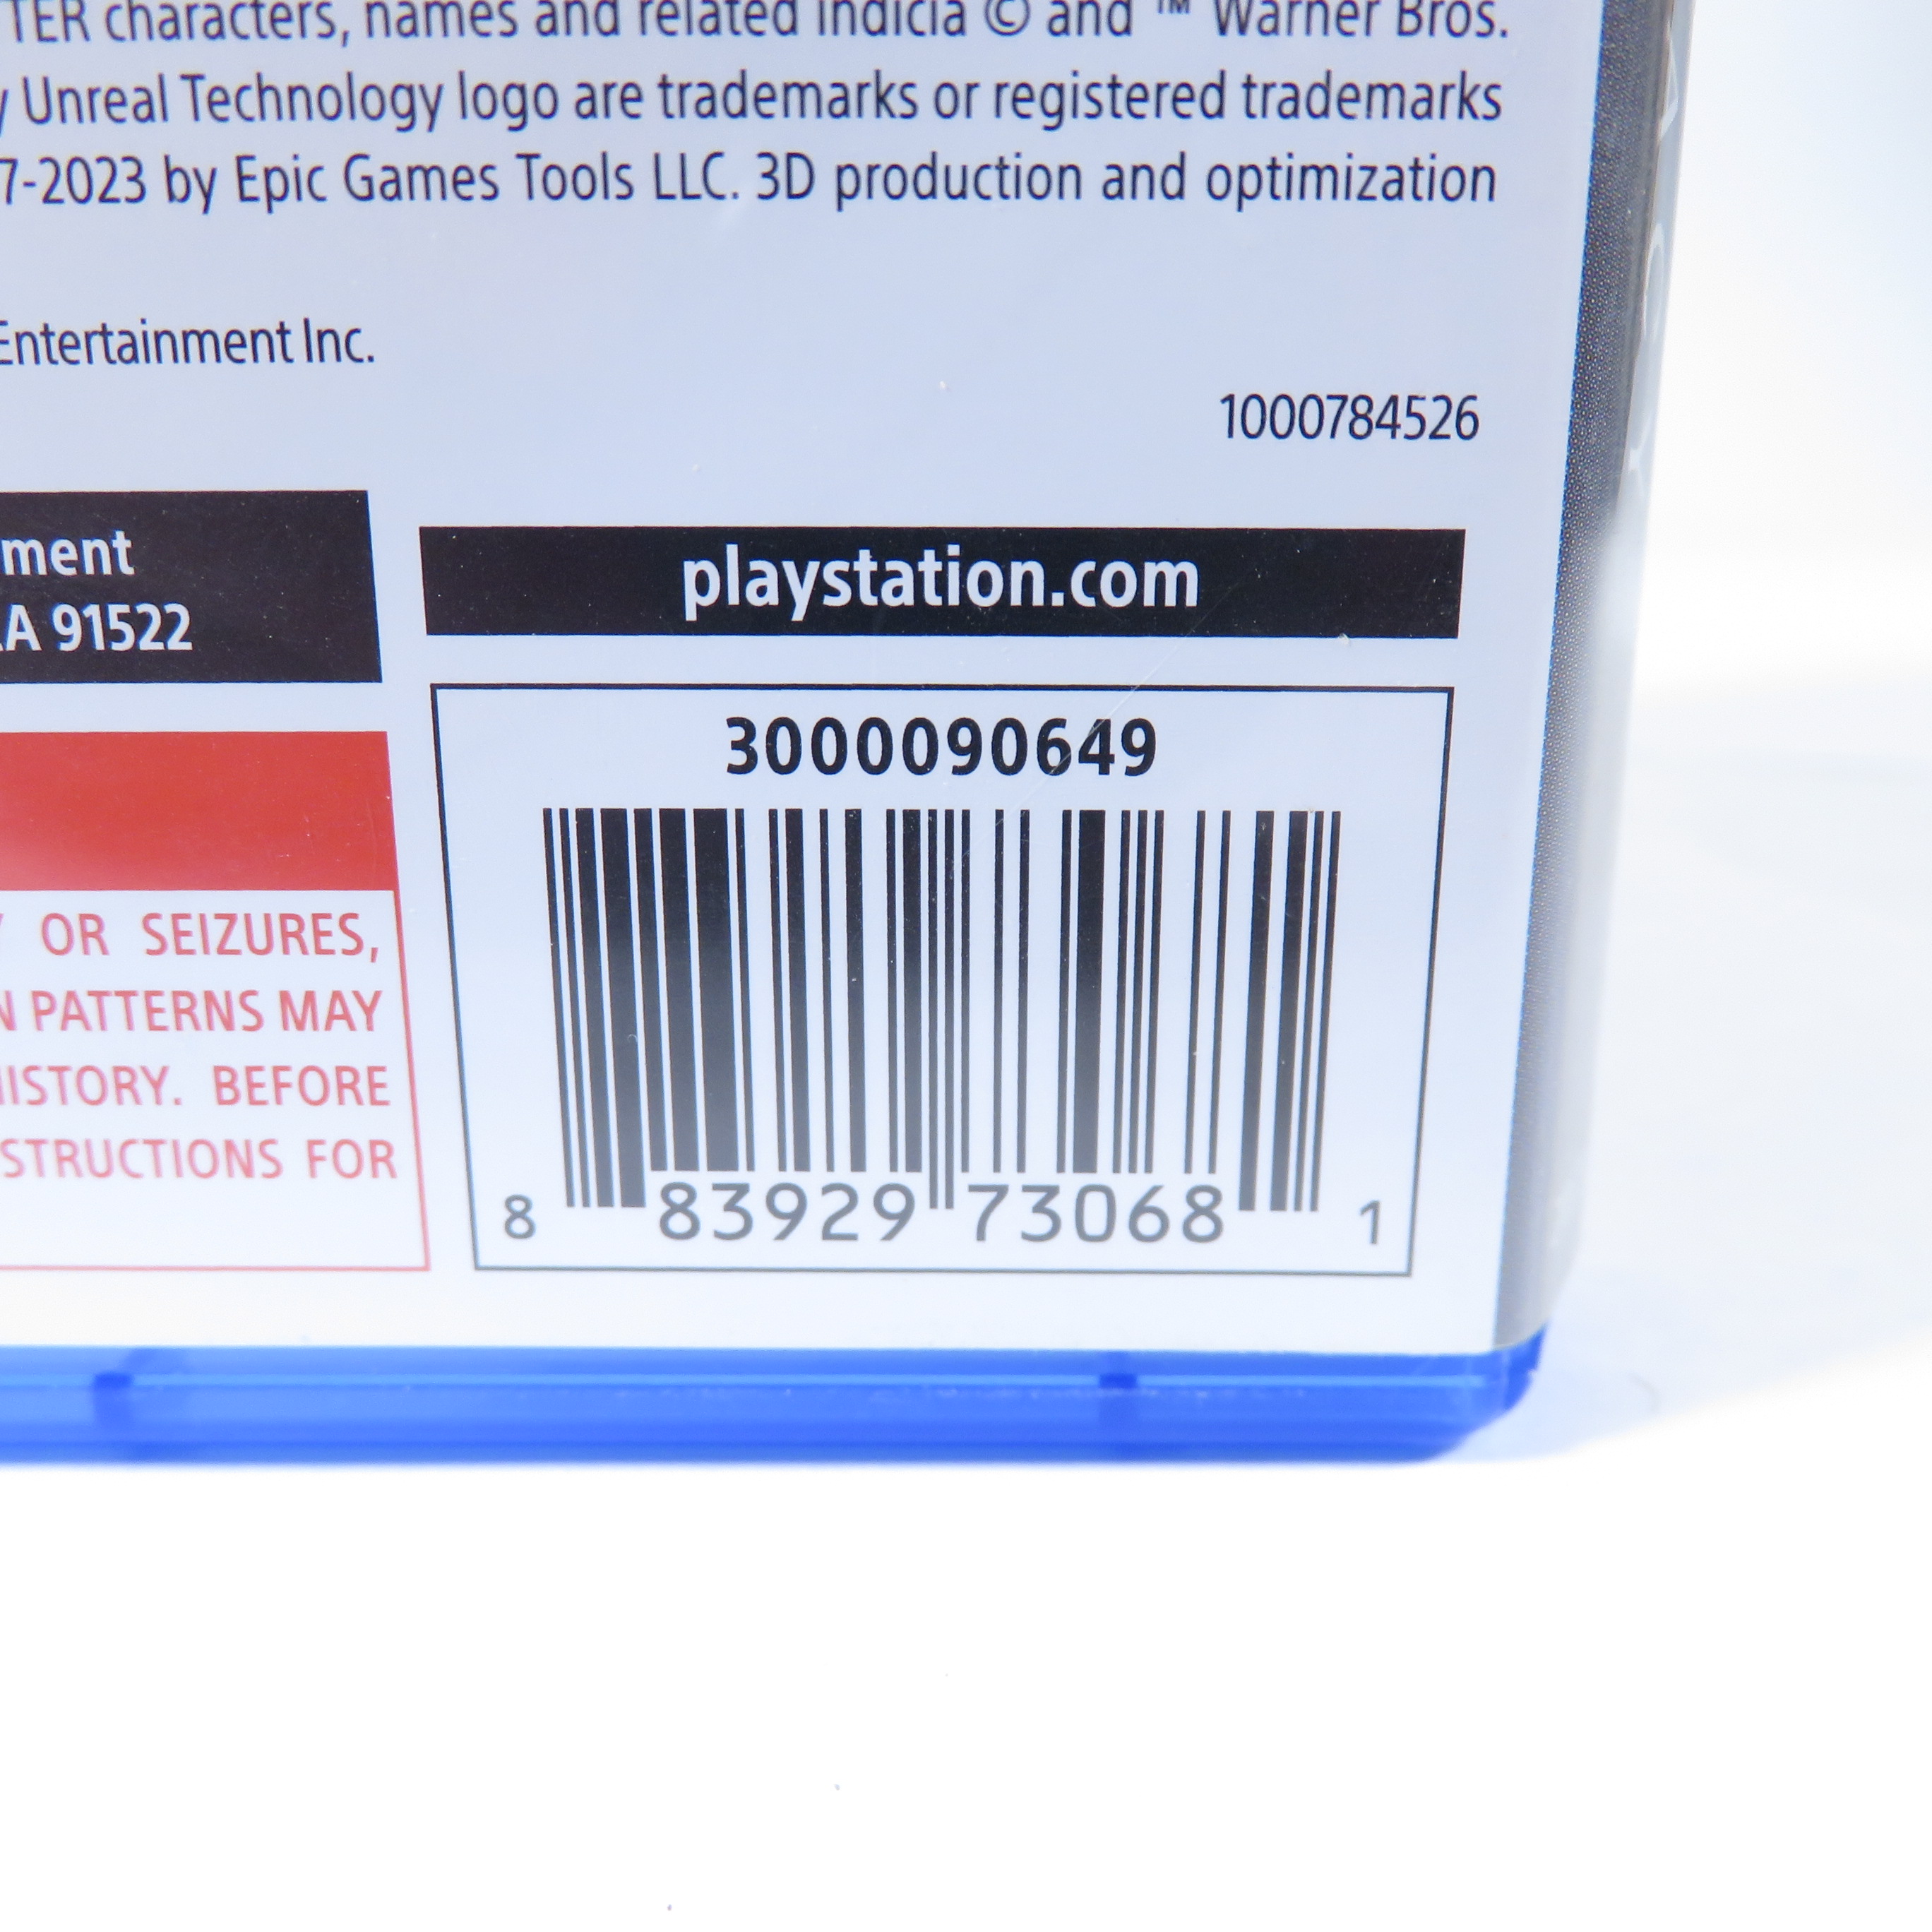 TER characters, names and related indicia © and ™ Warner Bros.
Unreal Technology logo are trademarks or registered trademarks
7-2023 by Epic Games Tools LLC. 3D production and optimization
Entertainment Inc.
1000784526
ment
CA 91522
playstation.com
3000090649
OR SEIZURES,
N PATTERNS MAY
HISTORY. BEFORE
STRUCTIONS FOR
8 83929 73068 1